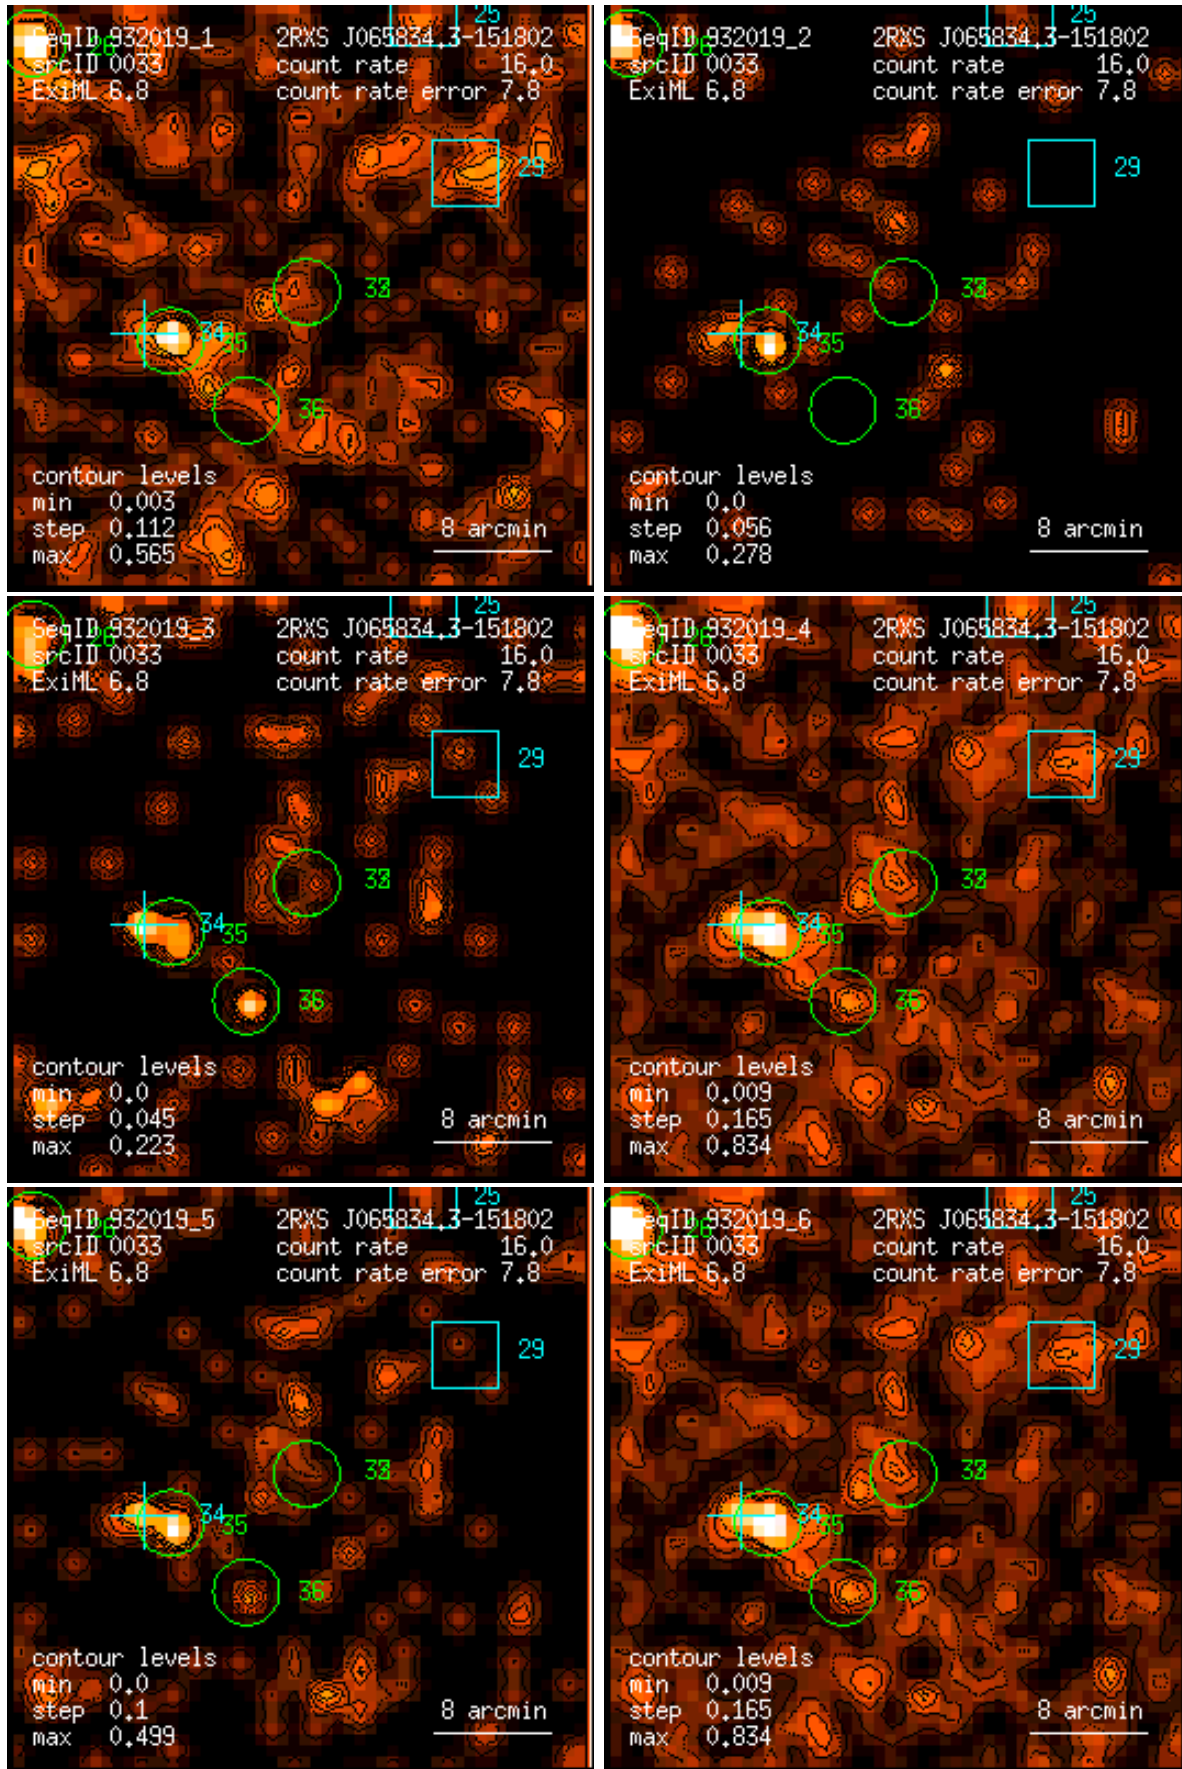 25
SeqID 932019_1 2RXS J065834.3-151802
26
srcID 0033 count rate 16.0
ExiML 6.8 count rate error 7.8
29
33
34
35
36
contour levels
min 0.003
step 0.112 8 arcmin
max 0.565
25
SeqID 932019_2 2RXS J065834.3-151802
26
srcID 0033 count rate 16.0
ExiML 6.8 count rate error 7.8
29
33
34
35
36
contour levels
min 0.0
step 0.056 8 arcmin
max 0.278
25
SeqID 932019_3 2RXS J065834.3-151802
26
srcID 0033 count rate 16.0
ExiML 6.8 count rate error 7.8
29
33
34
35
36
contour levels
min 0.0
step 0.045 8 arcmin
max 0.223
25
SeqID 932019_4 2RXS J065834.3-151802
26
srcID 0033 count rate 16.0
ExiML 6.8 count rate error 7.8
29
33
34
35
36
contour levels
min 0.009
step 0.165 8 arcmin
max 0.834
25
SeqID 932019_5 2RXS J065834.3-151802
26
srcID 0033 count rate 16.0
ExiML 6.8 count rate error 7.8
29
33
34
35
36
contour levels
min 0.0
step 0.1 8 arcmin
max 0.499
25
SeqID 932019_6 2RXS J065834.3-151802
26
srcID 0033 count rate 16.0
ExiML 6.8 count rate error 7.8
29
33
34
35
36
contour levels
min 0.009
step 0.165 8 arcmin
max 0.834